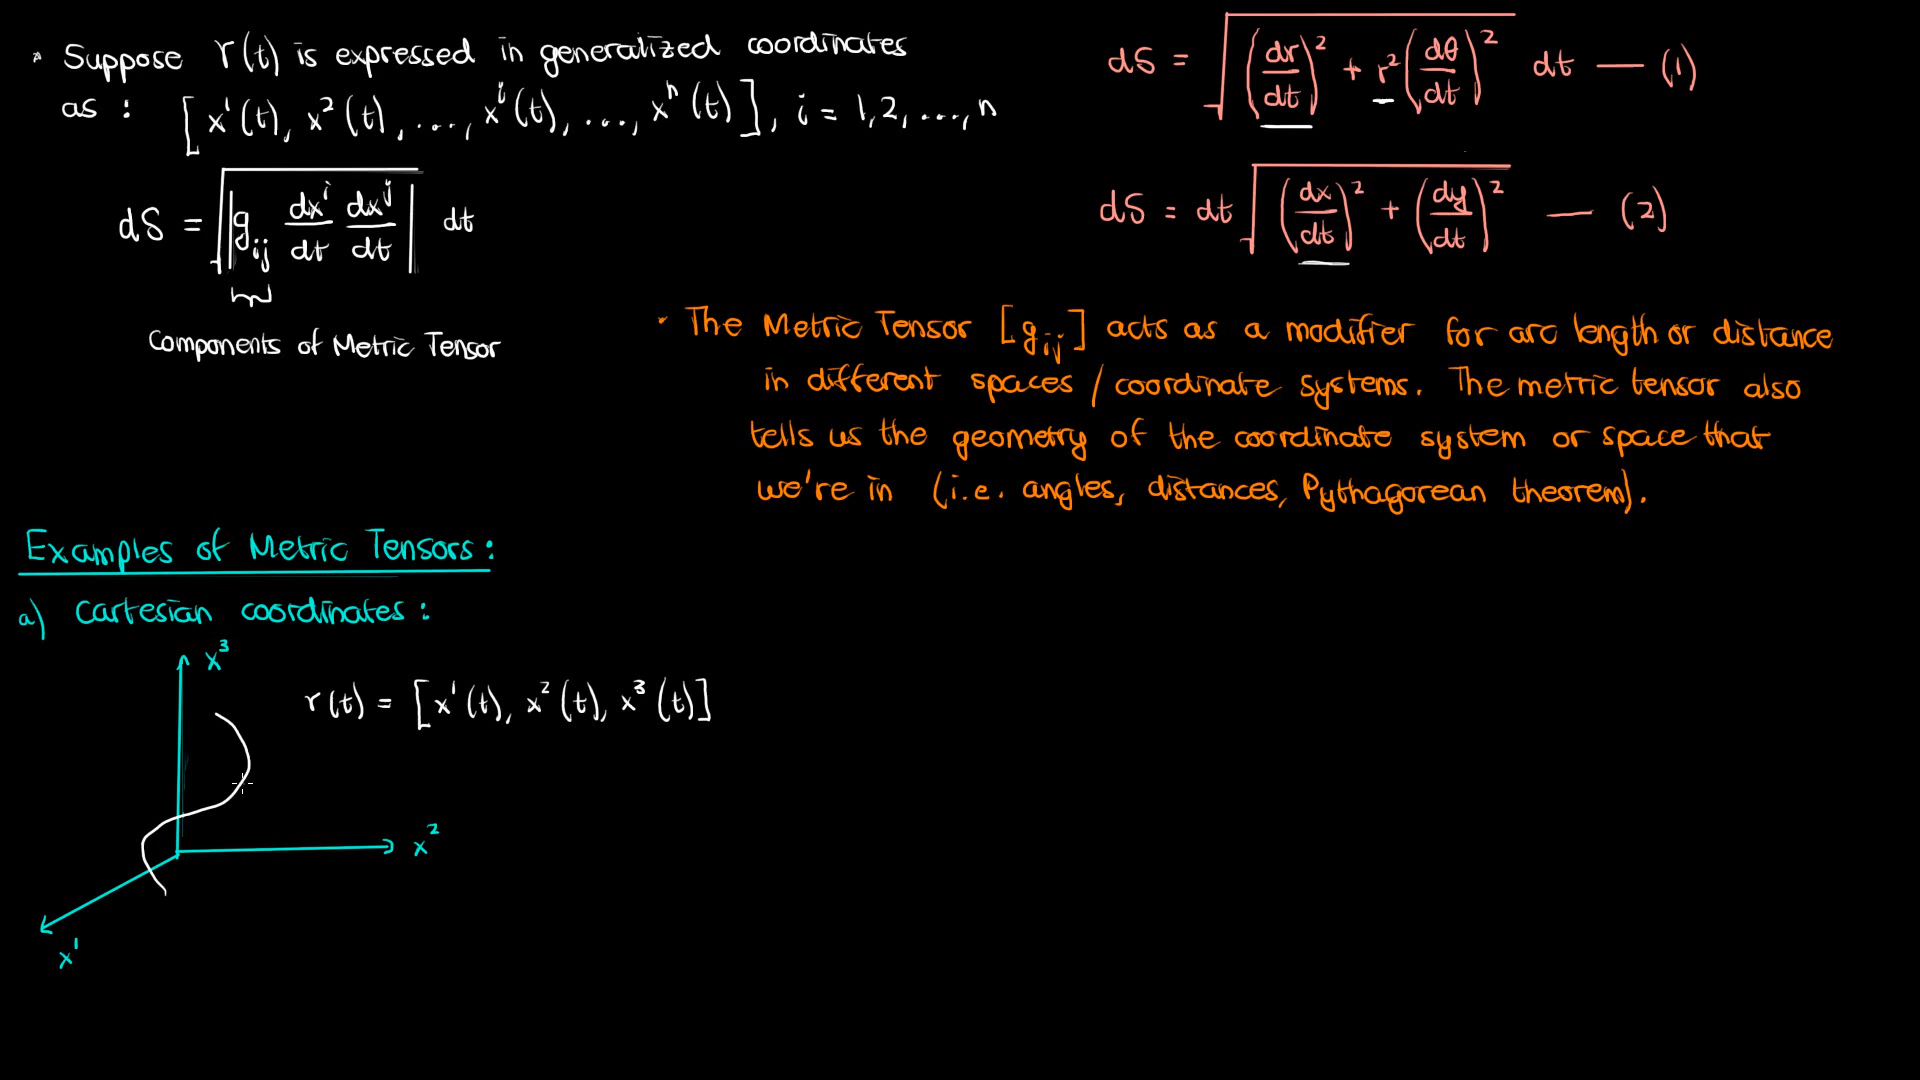 • Suppose r(t) is expressed in generalized coordinates
as : [x¹(t), x²(t), ..., xⁱ(t), ..., xⁿ(t)], i = 1,2,...,n
dS = √|g_ij dxⁱ/dt dxʲ/dt| dt
Components of Metric Tensor
dS = √((dr/dt)² + r²(dθ/dt)²) dt — (1)
dS = dt √((dx/dt)² + (dy/dt)²) — (2)
• The Metric Tensor [g_ij] acts as a modifier for arc length or distance
in different spaces / coordinate systems. The metric tensor also
tells us the geometry of the coordinate system or space that
we're in (i.e. angles, distances, Pythagorean theorem).
Examples of Metric Tensors :
a) Cartesian coordinates :
x³
r(t) = [x¹(t), x²(t), x³(t)]
x²
x¹